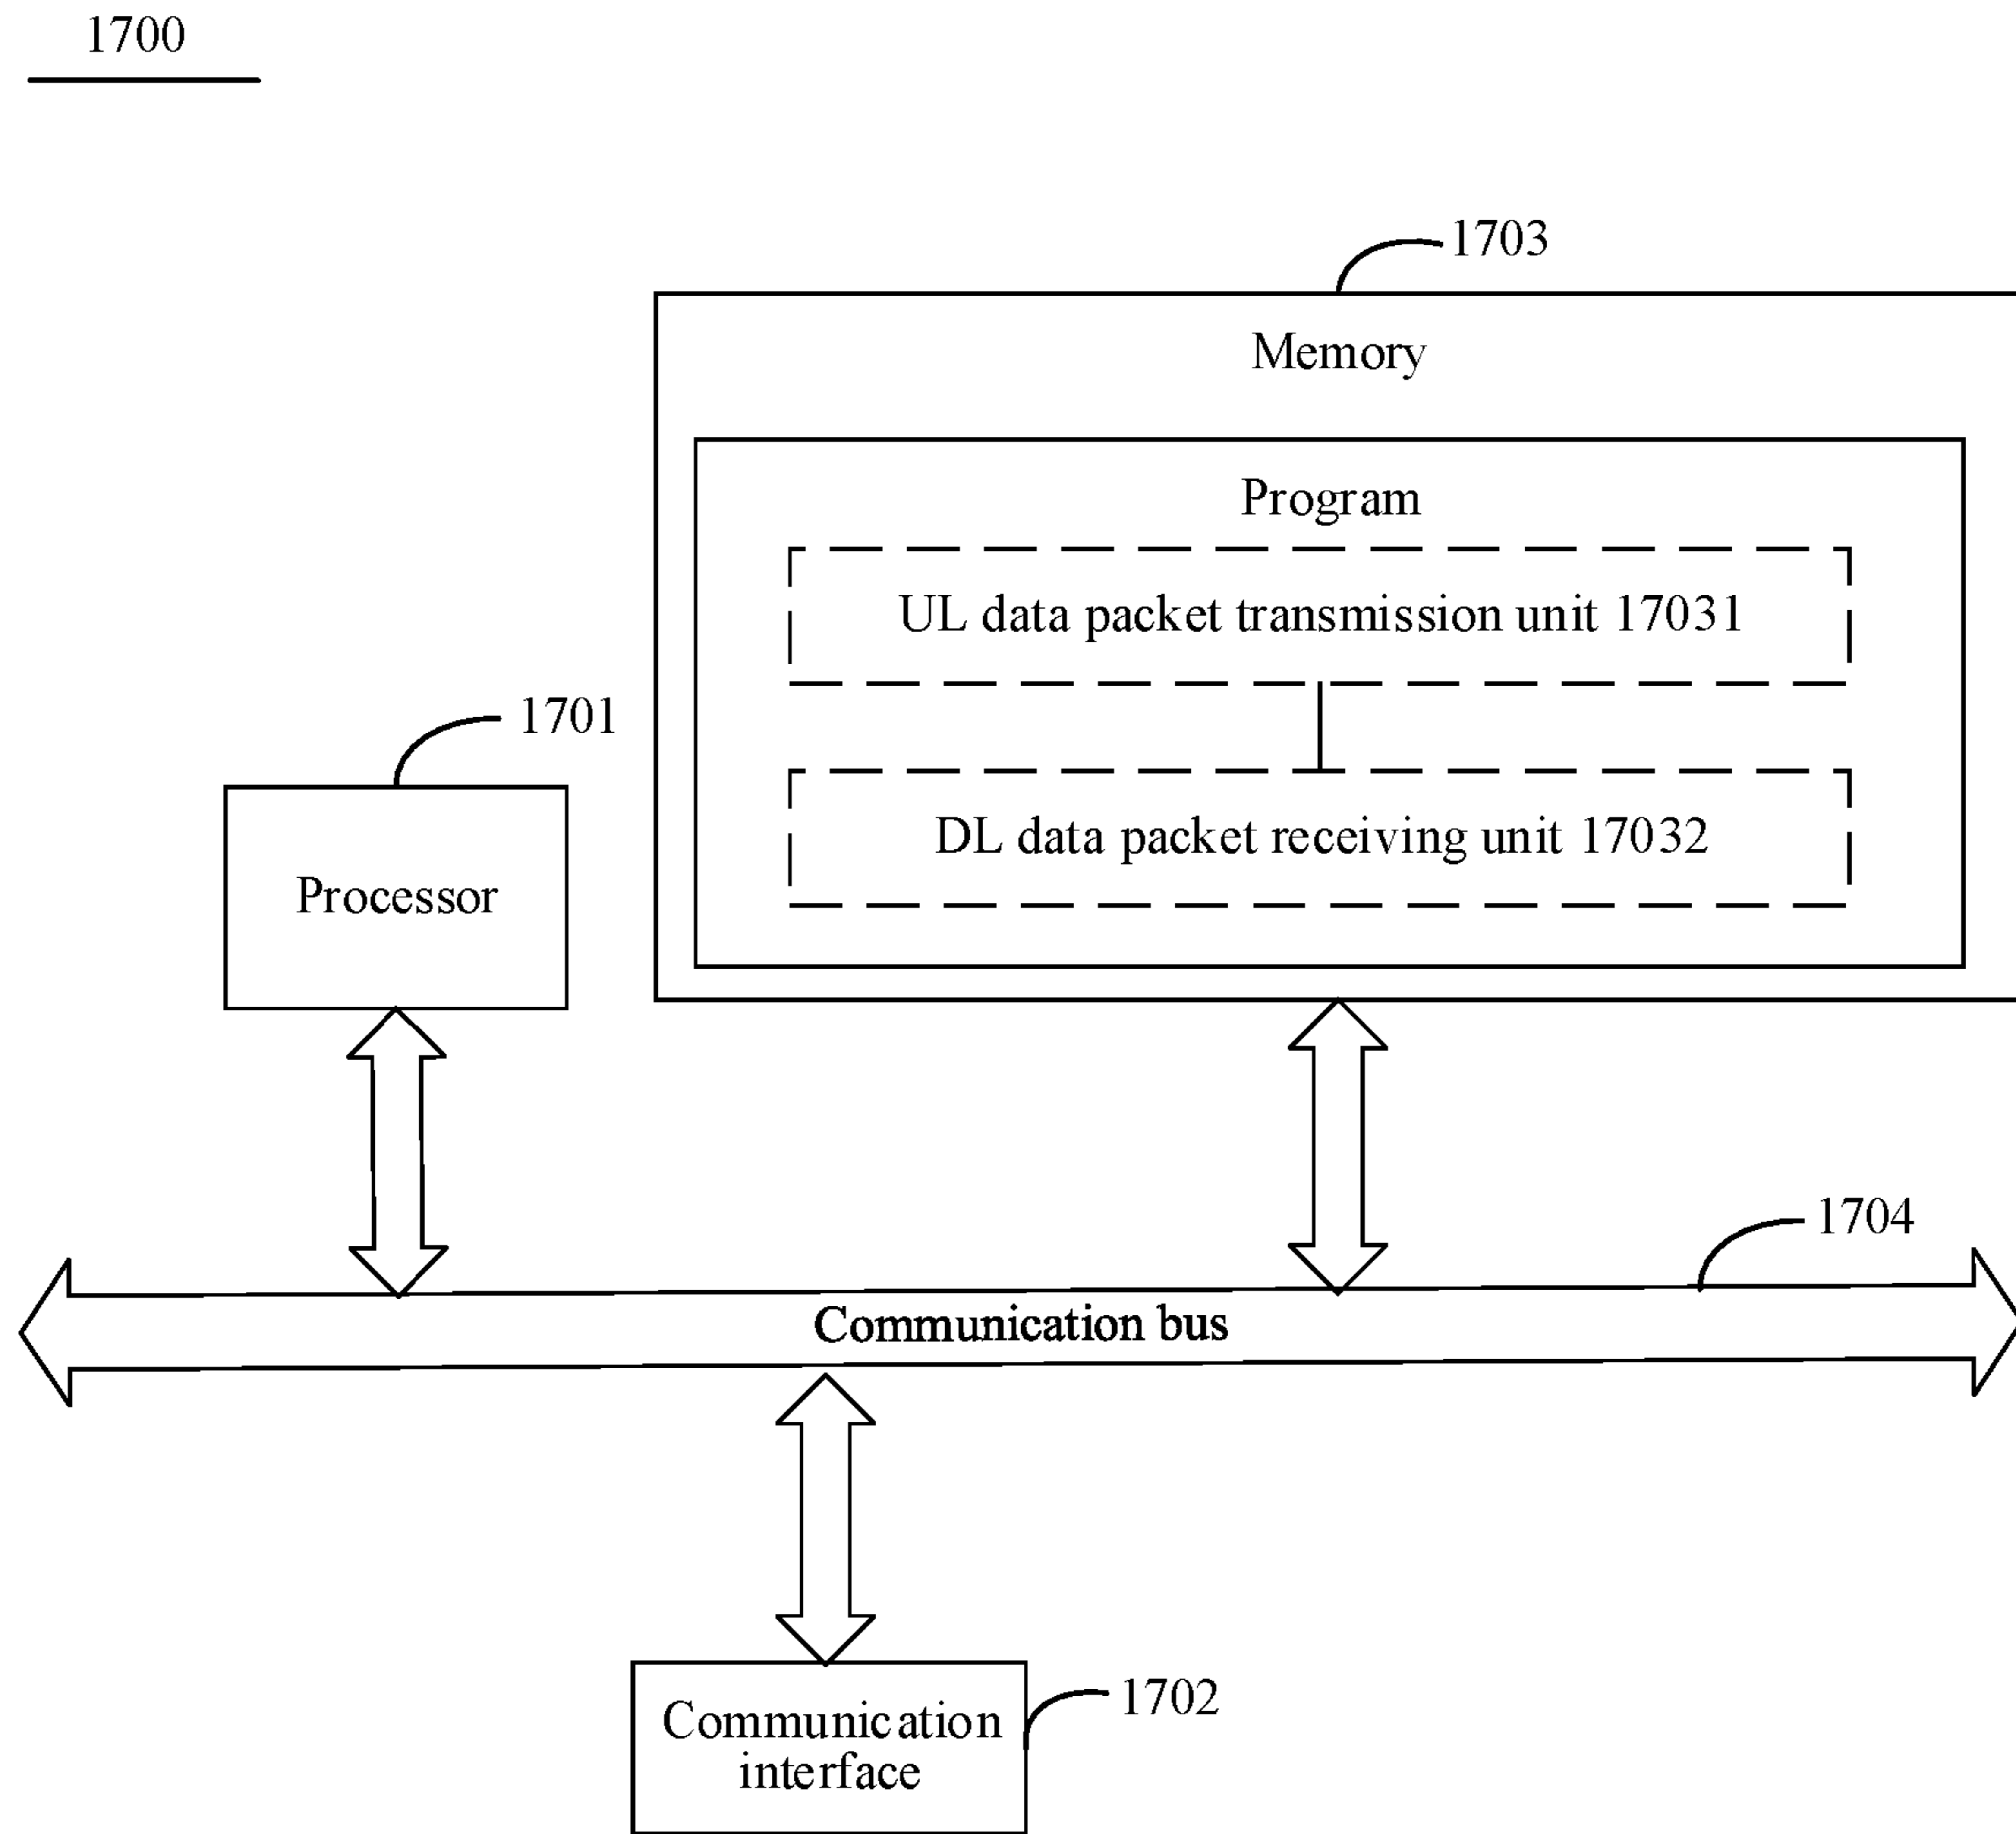 1700
1703
Memory
Program
UL data packet transmission unit 17031
1701
DL data packet receiving unit 17032
Processor
1704
Communication bus
1702
Communication
interface